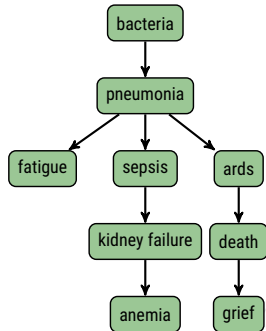 bacteria
pneumonia
fatigue
sepsis
ards
kidney failure
death
anemia
grief